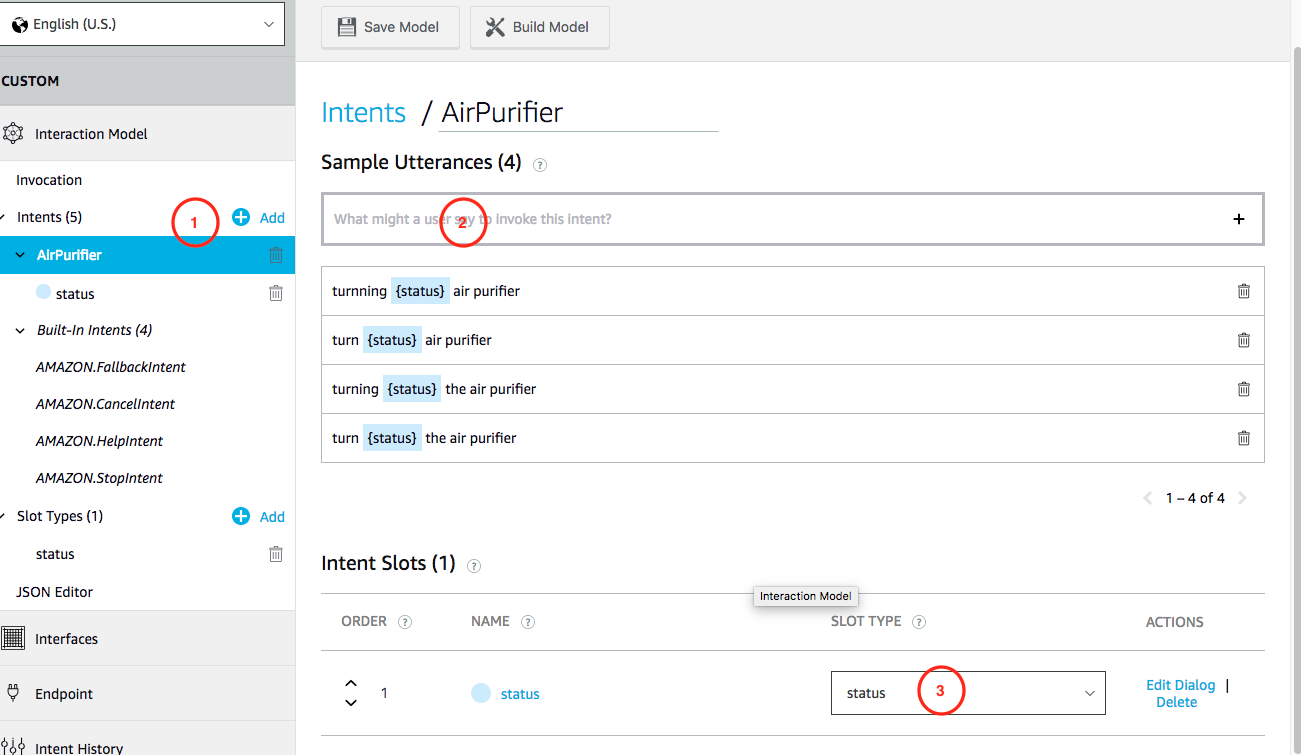 English (U.S.)
Save Model
Build Model
CUSTOM
Interaction Model
Invocation
Intents (5)
1
Add
AirPurifier
status
Built-In Intents (4)
AMAZON.FallbackIntent
AMAZON.CancelIntent
AMAZON.HelpIntent
AMAZON.StopIntent
Slot Types (1)
Add
status
JSON Editor
Interfaces
Endpoint
Intent History
Intents / AirPurifier
Sample Utterances (4) ?
What might a user say to invoke this intent? +
2
turnning {status} air purifier
turn {status} air purifier
turning {status} the air purifier
turn {status} the air purifier
1 – 4 of 4
Intent Slots (1) ?
Interaction Model
ORDER ? NAME ? SLOT TYPE ? ACTIONS
1 status status 3 Edit Dialog |
Delete